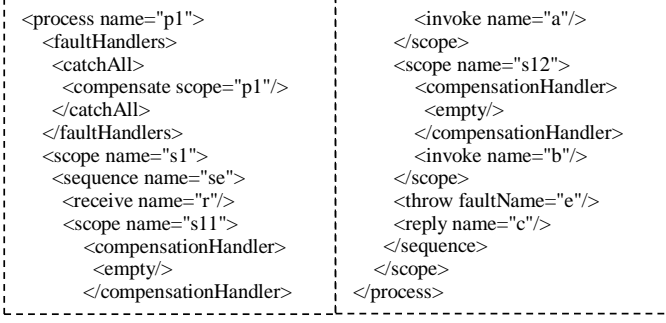 <process name="p1">
<faultHandlers>
<catchAll>
<compensate scope="p1"/>
</catchAll>
</faultHandlers>
<scope name="s1">
<sequence name="se">
<receive name="r"/>
<scope name="s11">
<compensationHandler>
<empty/>
</compensationHandler>
<invoke name="a"/>
</scope>
<scope name="s12">
<compensationHandler>
<empty/>
</compensationHandler>
<invoke name="b"/>
</scope>
<throw faultName="e"/>
<reply name="c"/>
</sequence>
</scope>
</process>